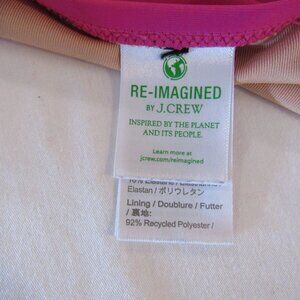 RE-IMAGINED
BY J.CREW
INSPIRED BY THE PLANET
AND ITS PEOPLE.
Learn more at
jcrew.com/reimagined
Elastan / ポリウレタン
Lining / Doublure / Futter
/ 裏地:
92% Recycled Polyester /